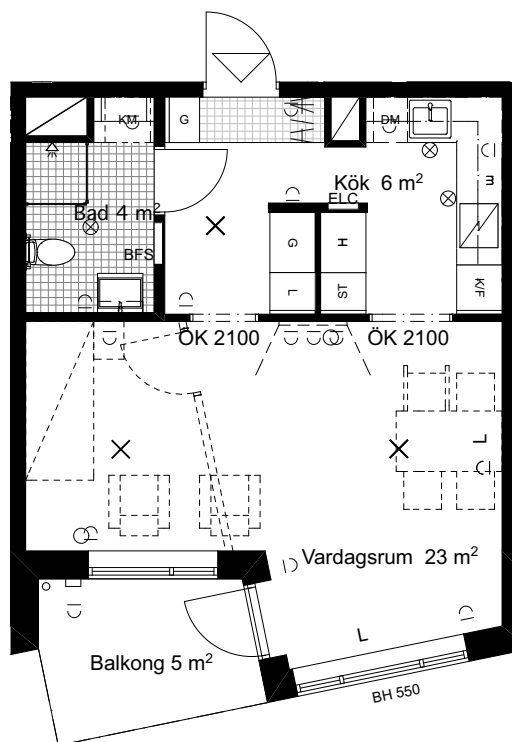 KM
G
DM
Kök 6 m²
m
ELC
Bad 4 m²
BFS
G
H
L
ST
K/F
ÖK 2100
ÖK 2100
L
Vardagsrum 23 m²
L
Balkong 5 m²
BH 550